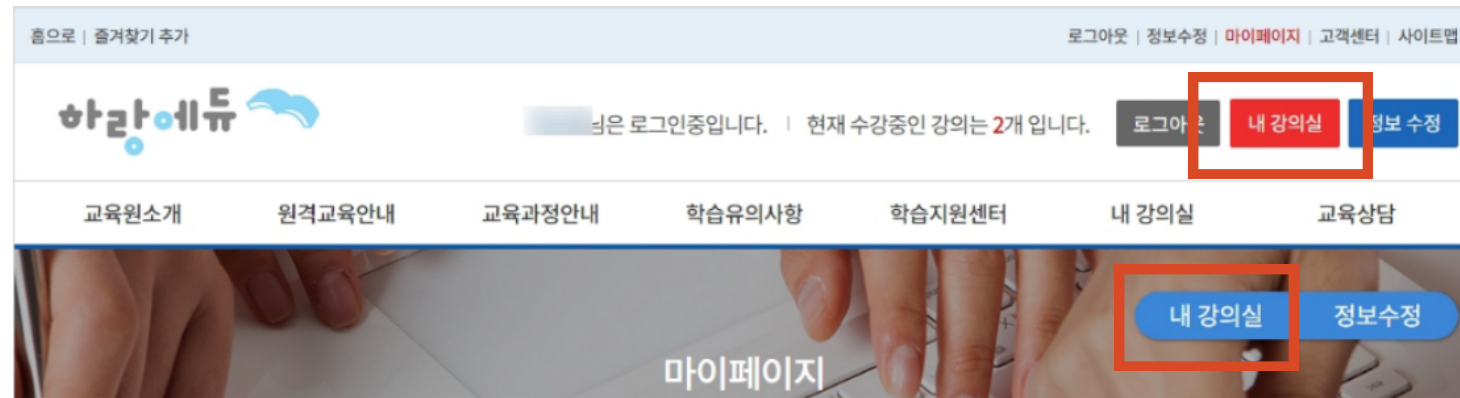 홈으로 | 즐겨찾기 추가
로그아웃 | 정보수정 | 마이페이지 | 고객센터 | 사이트맵
하랑에듀
님은 로그인중입니다. | 현재 수강중인 강의는 2개 입니다.
로그아웃 내 강의실 정보 수정
교육원소개 원격교육안내 교육과정안내 학습유의사항 학습지원센터 내 강의실 교육상담
내 강의실 정보수정
마이페이지